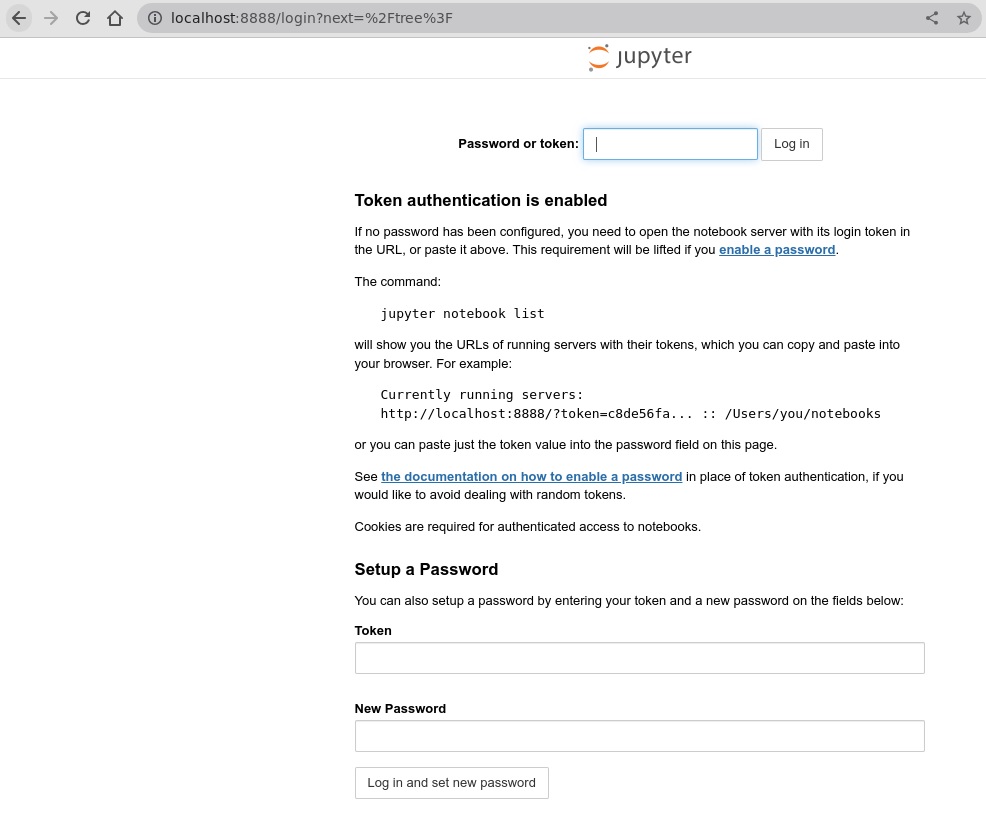 localhost:8888/login?next=%2Ftree%3F
jupyter
Password or token:
Log in
Token authentication is enabled
If no password has been configured, you need to open the notebook server with its login token in
the URL, or paste it above. This requirement will be lifted if you enable a password.
The command:
jupyter notebook list
will show you the URLs of running servers with their tokens, which you can copy and paste into
your browser. For example:
Currently running servers:
http://localhost:8888/?token=c8de56fa... :: /Users/you/notebooks
or you can paste just the token value into the password field on this page.
See the documentation on how to enable a password in place of token authentication, if you
would like to avoid dealing with random tokens.
Cookies are required for authenticated access to notebooks.
Setup a Password
You can also setup a password by entering your token and a new password on the fields below:
Token
New Password
Log in and set new password